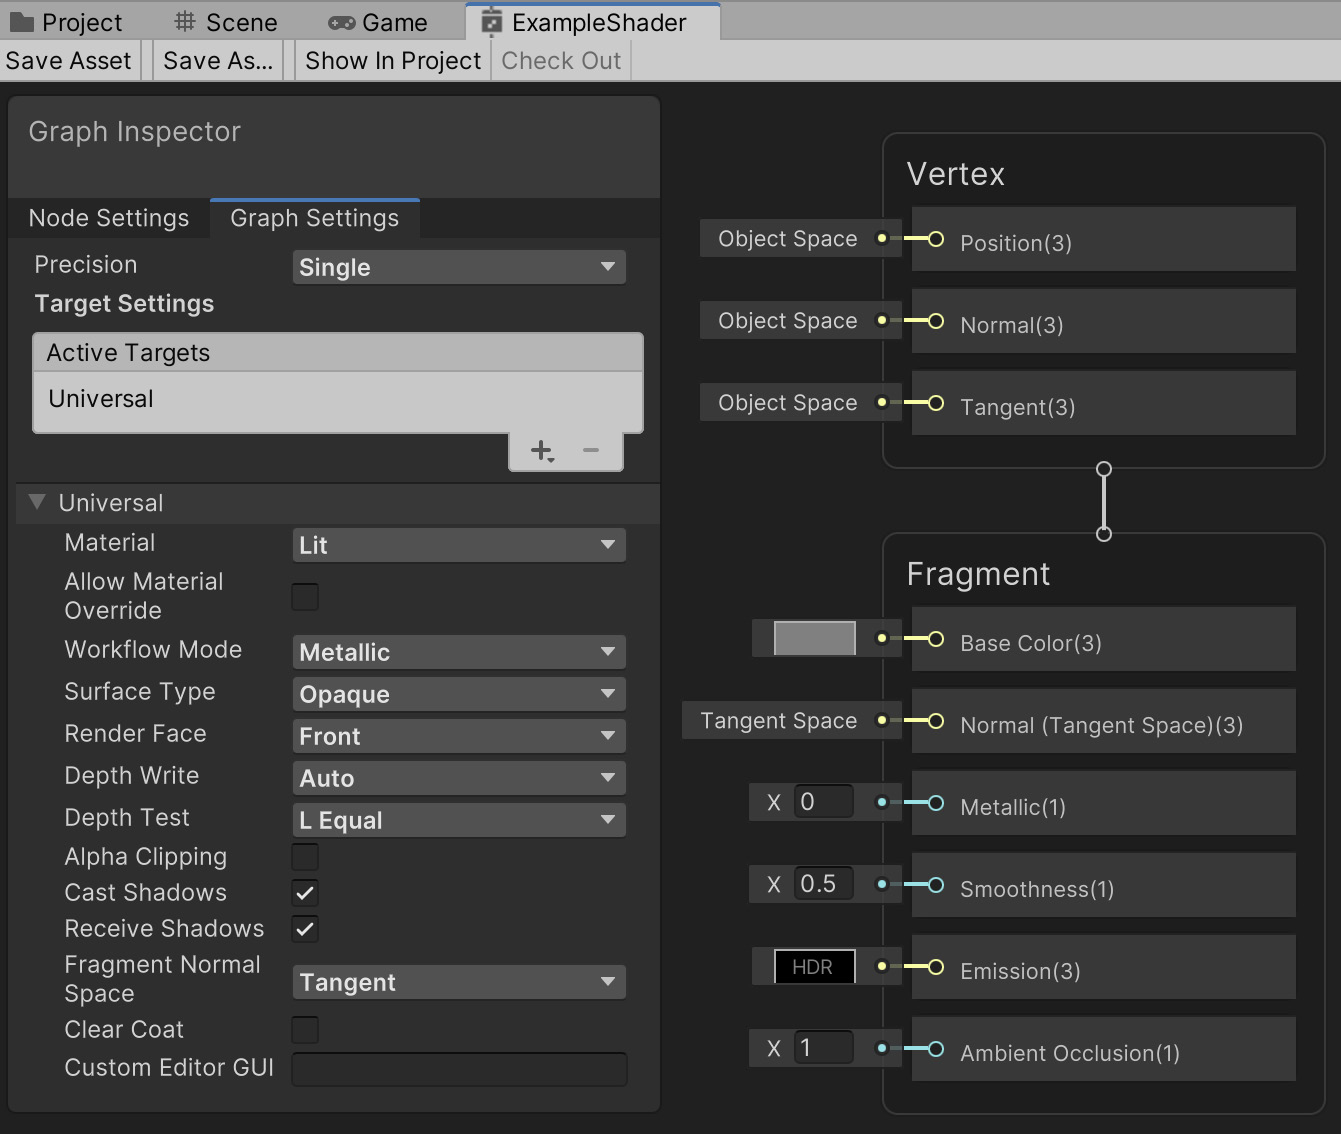 Project
Scene
Game
ExampleShader
Save Asset
Save As...
Show In Project
Check Out
Graph Inspector
Node Settings
Graph Settings
Precision
Single
Target Settings
Active Targets
Universal
Universal
Material
Lit
Allow Material
Override
Workflow Mode
Metallic
Surface Type
Opaque
Render Face
Front
Depth Write
Auto
Depth Test
L Equal
Alpha Clipping
Cast Shadows
Receive Shadows
Fragment Normal
Space
Tangent
Clear Coat
Custom Editor GUI
Vertex
Object Space
Position(3)
Object Space
Normal(3)
Object Space
Tangent(3)
Fragment
Base Color(3)
Tangent Space
Normal (Tangent Space)(3)
X 0
Metallic(1)
X 0.5
Smoothness(1)
HDR
Emission(3)
X 1
Ambient Occlusion(1)